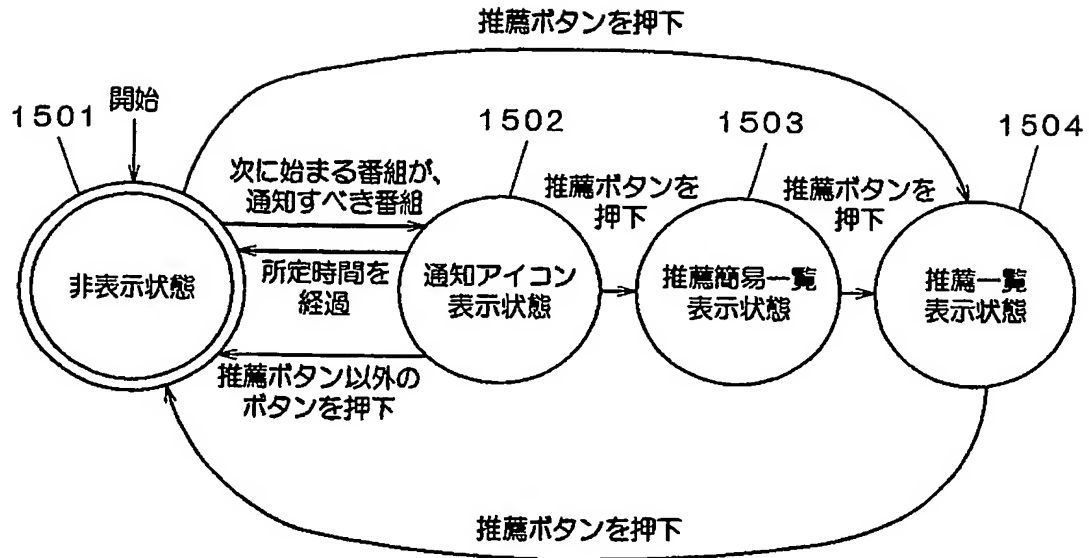 推薦ボタンを押下
1501
開始
1502
1503
1504
次に始まる番組が、
通知すべき番組
推薦ボタンを
押下
推薦ボタンを
押下
非表示状態
所定時間を
経過
通知アイコン
表示状態
推薦簡易一覧
表示状態
推薦一覧
表示状態
推薦ボタン以外の
ボタンを押下
推薦ボタンを押下